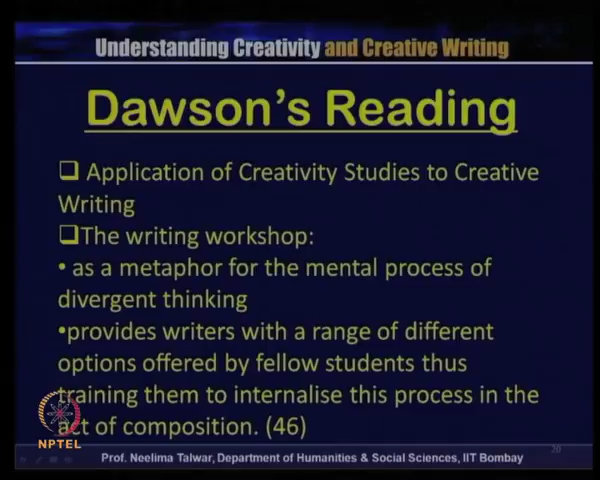 Understanding Creativity and Creative Writing
Dawson's Reading
❑ Application of Creativity Studies to Creative
Writing
❑The writing workshop:
• as a metaphor for the mental process of
divergent thinking
•provides writers with a range of different
options offered by fellow students thus
training them to internalise this process in the
act of composition. (46)
NPTEL
20
Prof. Neelima Talwar, Department of Humanities & Social Sciences, IIT Bombay